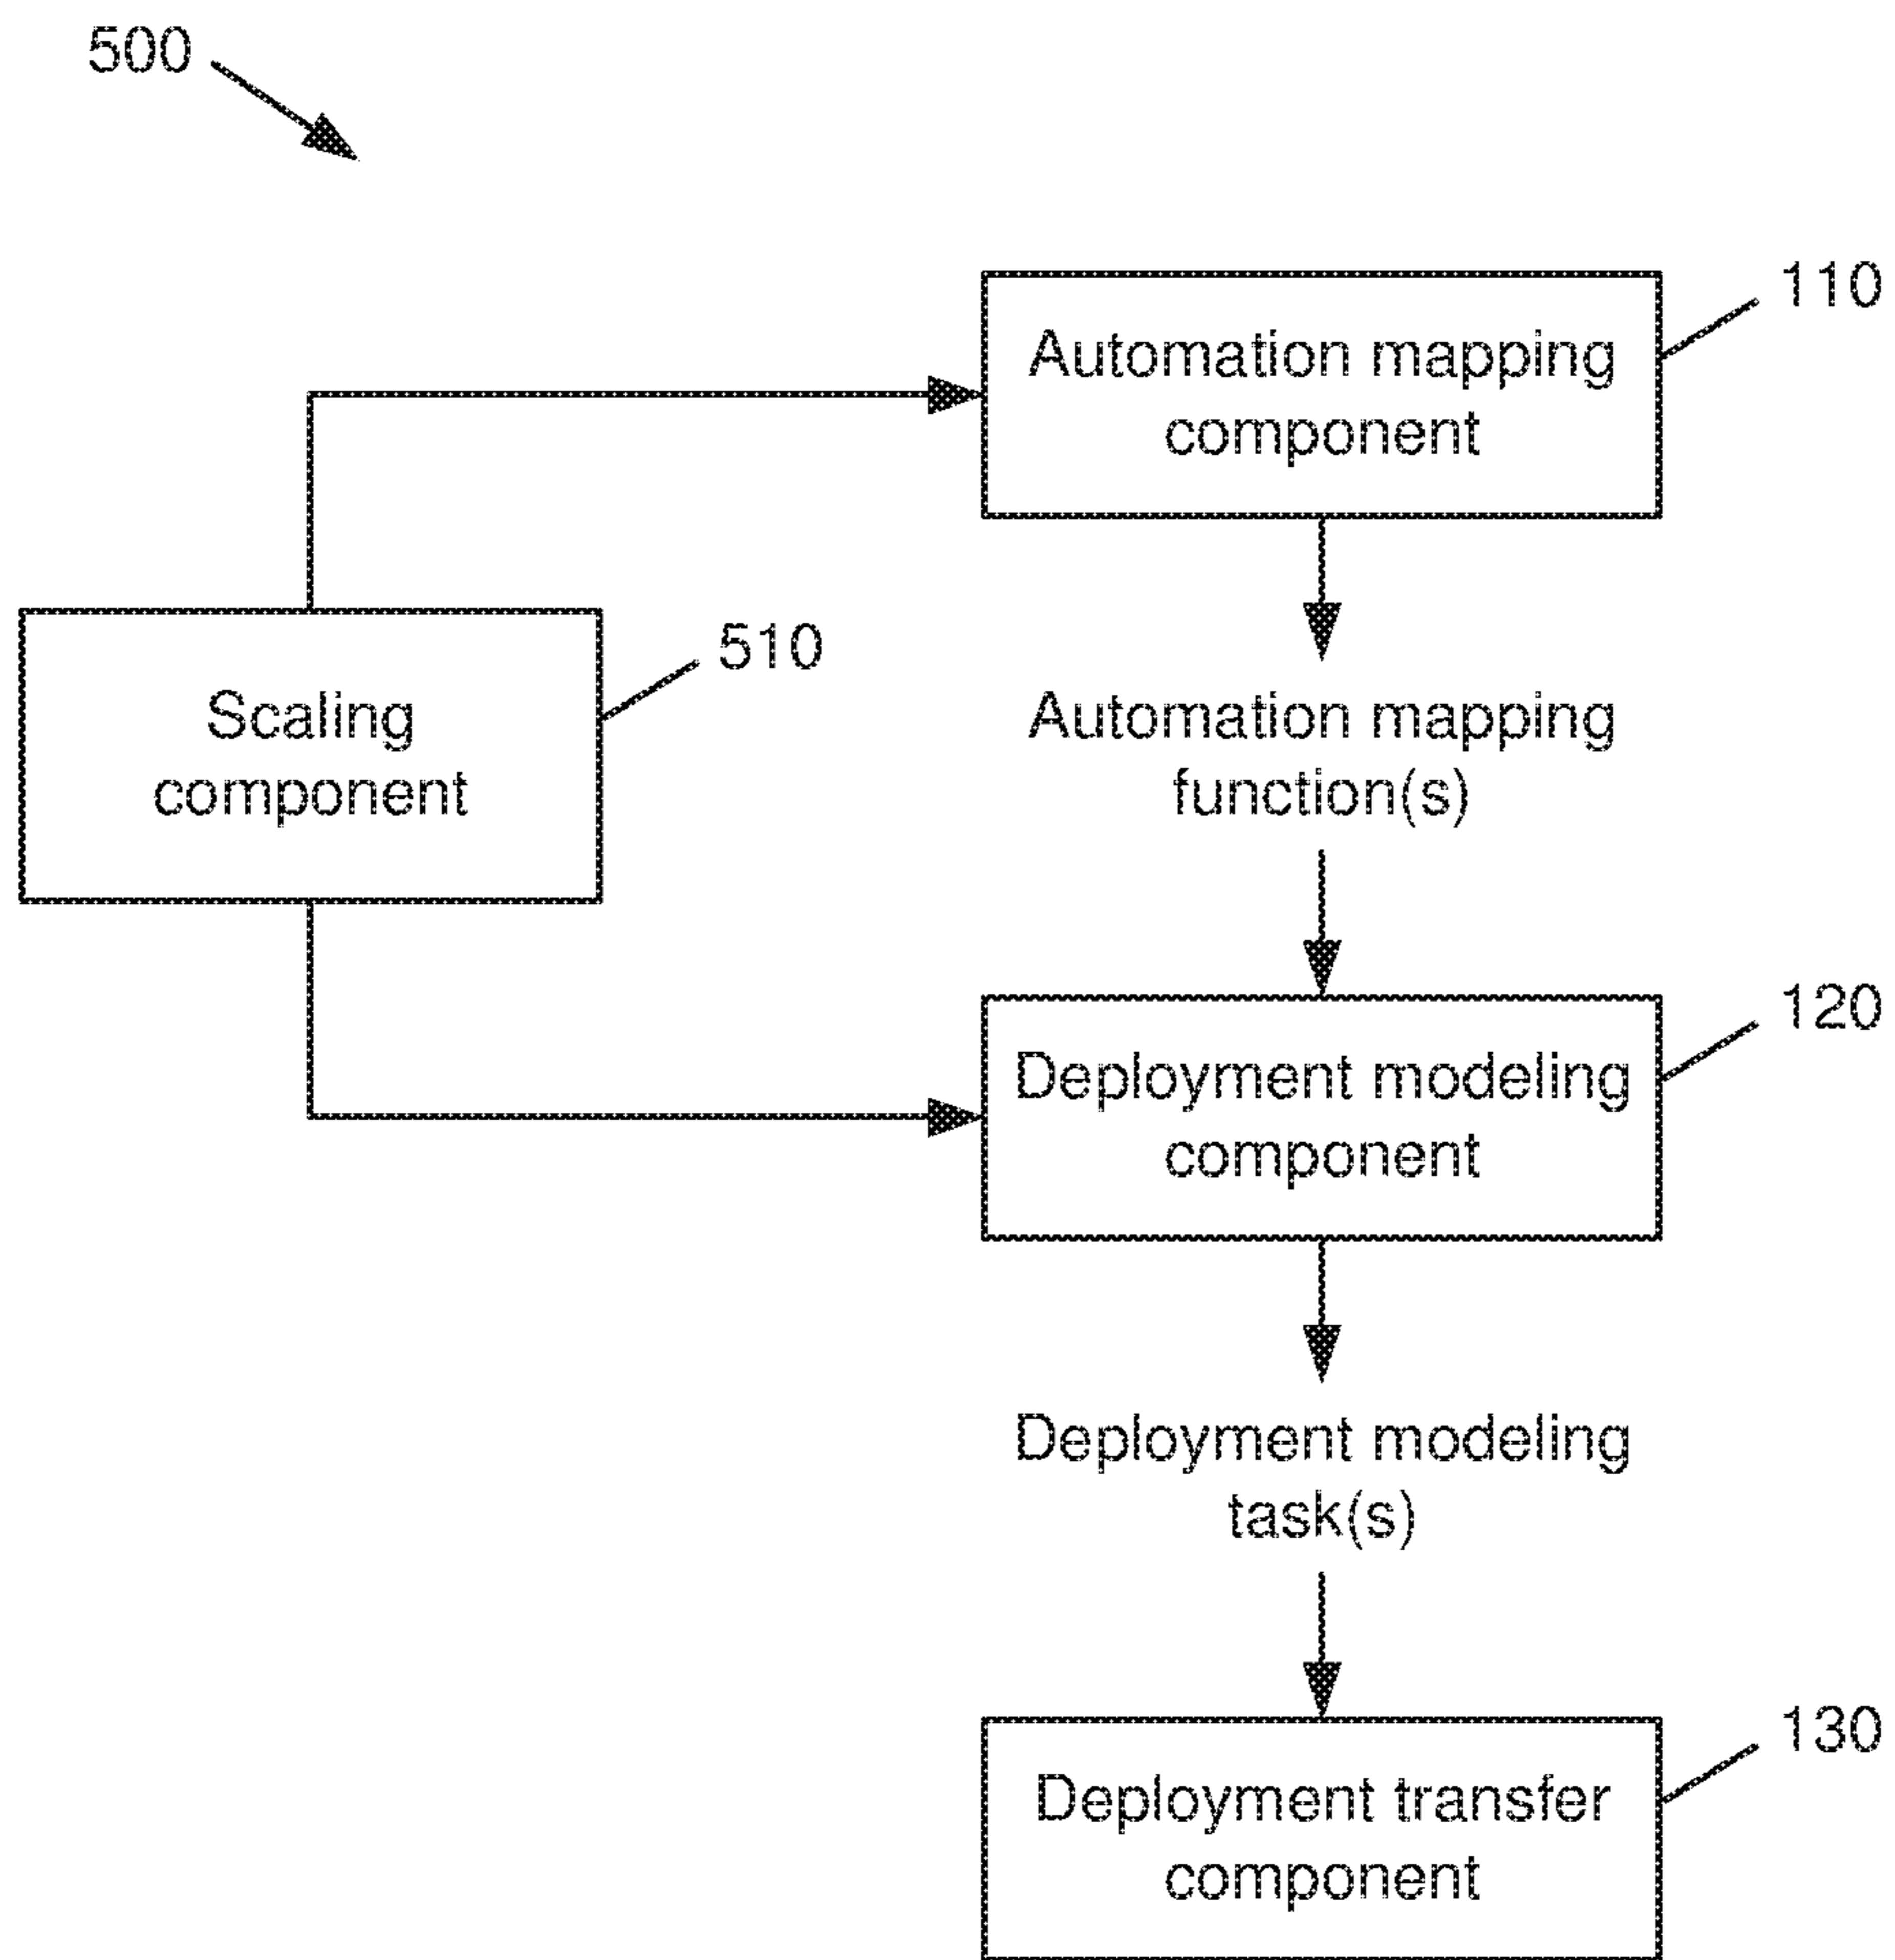 500
110
Automation mapping
component
510
Scaling
component
Automation mapping
function(s)
120
Deployment modeling
component
Deployment modeling
task(s)
130
Deployment transfer
component